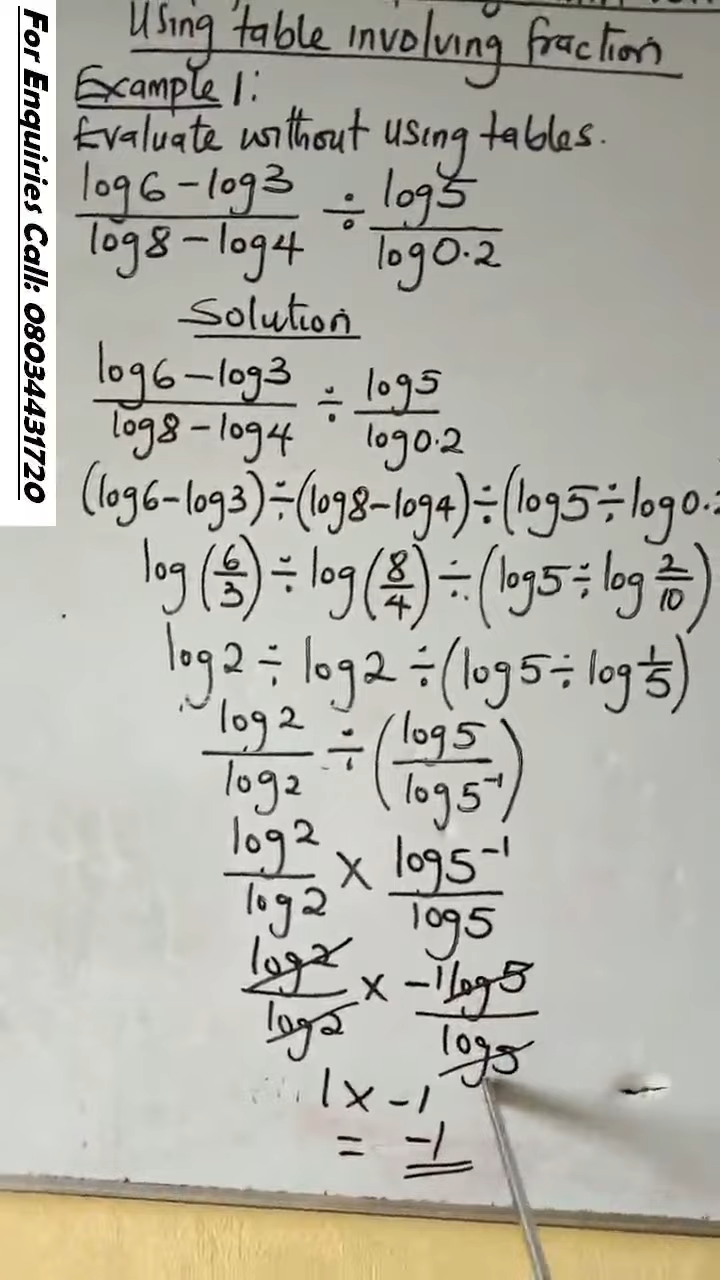 Using table involving fraction
Example 1:
Evaluate without using tables.
log6 - log3 / log8 - log4 ÷ log5 / log0.2
Solution
log6 - log3 / log8 - log4 ÷ log5 / log0.2
(log6-log3)÷(log8-log4)÷(log5÷log0.2
log(6/3)÷log(8/4)÷(log5÷log 2/10)
log2÷log2÷(log5÷log 1/5)
log2 / log2 ÷ (log5 / log5⁻¹)
log2 / log2 × log5⁻¹ / log5
log2 / log2 × -1log5 / log5
1 × -1
= -1
For Enquiries Call: 08034431720